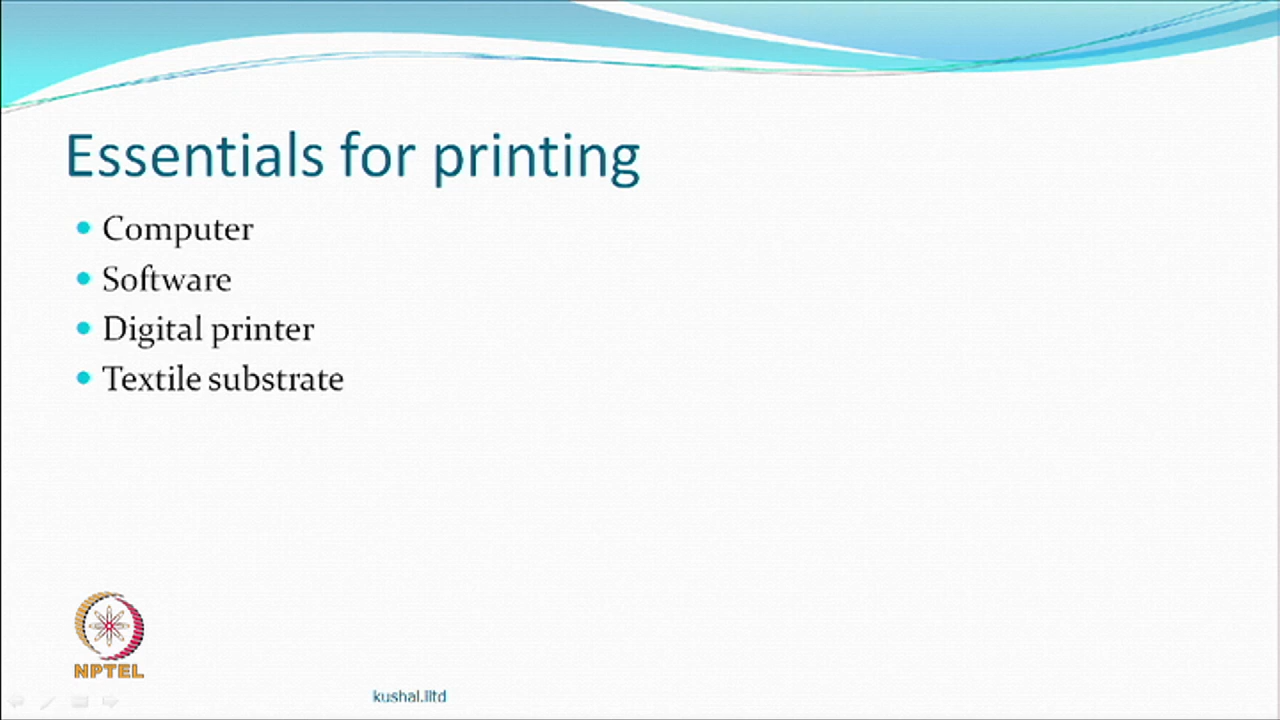 Essentials for printing
Computer
Software
Digital printer
Textile substrate
NPTEL
kushal.iitd